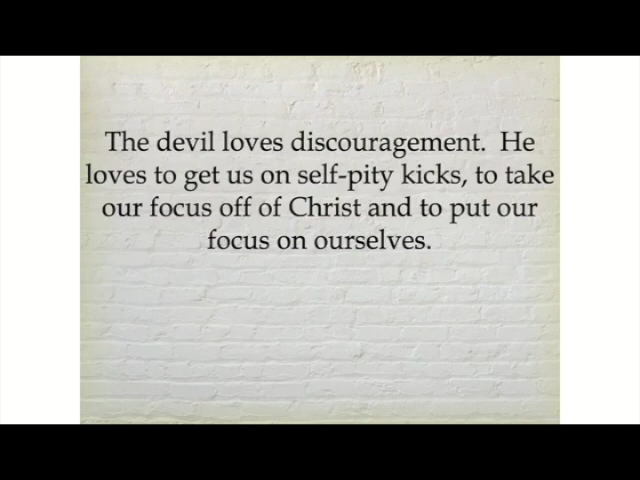 The devil loves discouragement.  He
loves to get us on self-pity kicks, to take
our focus off of Christ and to put our
focus on ourselves.